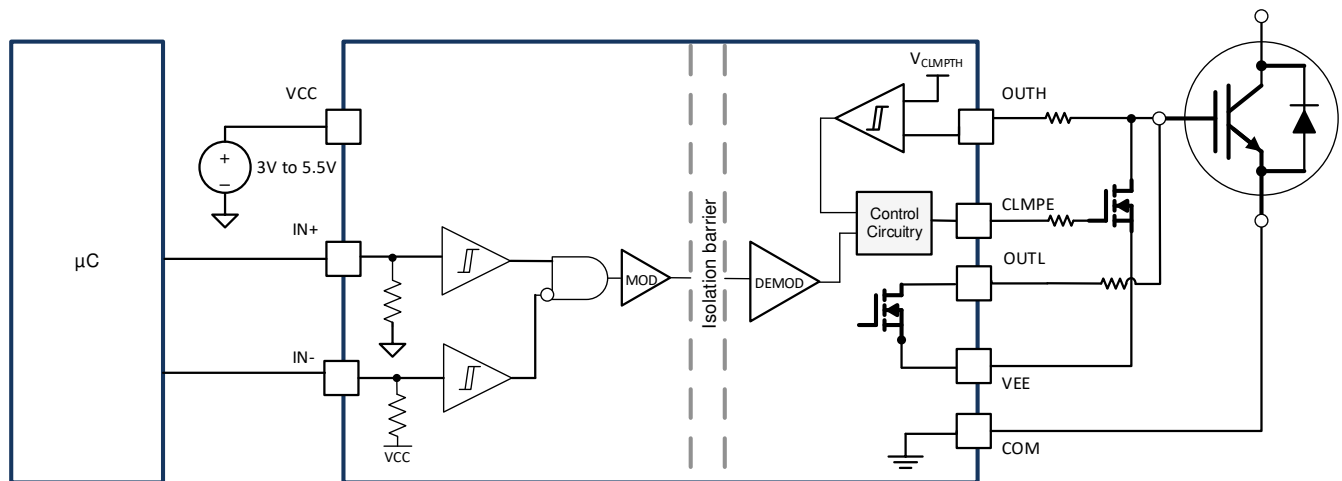 μC
VCC
3V to 5.5V
+
−
IN+
IN-
VCC
MOD
Isolation barrier
DEMOD
VCLMPTH
Control
Circuitry
OUTH
CLMPE
OUTL
VEE
COM